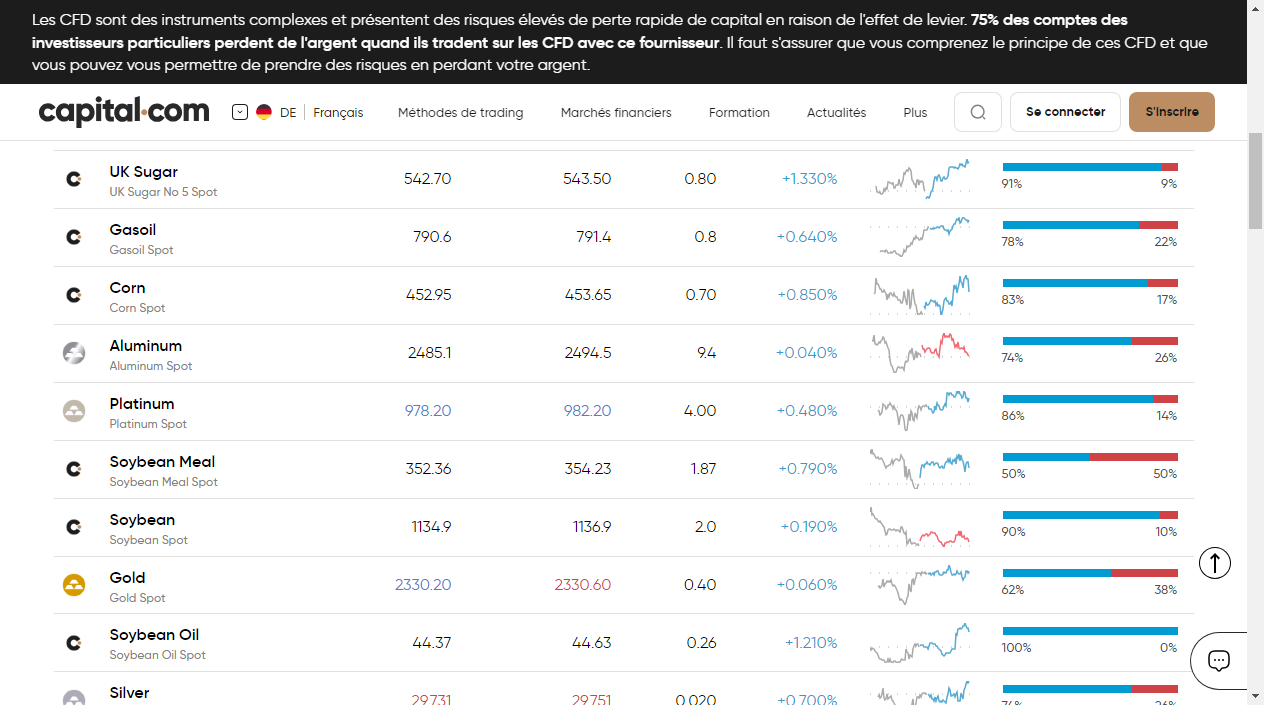 Les CFD sont des instruments complexes et présentent des risques élevés de perte rapide de capital en raison de l'effet de levier. 75% des comptes des
investisseurs particuliers perdent de l'argent quand ils tradent sur les CFD avec ce fournisseur. Il faut s'assurer que vous comprenez le principe de ces CFD et que
vous pouvez vous permettre de prendre des risques en perdant votre argent.
capital.com DE Français Méthodes de trading Marchés financiers Formation Actualités Plus Se connecter S'inscrire
UK Sugar 542.70 543.50 0.80 +1.330%
UK Sugar No 5 Spot 91% 9%
Gasoil 790.6 791.4 0.8 +0.640%
Gasoil Spot 78% 22%
Corn 452.95 453.65 0.70 +0.850%
Corn Spot 83% 17%
Aluminum 2485.1 2494.5 9.4 +0.040%
Aluminum Spot 74% 26%
Platinum 978.20 982.20 4.00 +0.480%
Platinum Spot 86% 14%
Soybean Meal 352.36 354.23 1.87 +0.790%
Soybean Meal Spot 50% 50%
Soybean 1134.9 1136.9 2.0 +0.190%
Soybean Spot 90% 10%
Gold 2330.20 2330.60 0.40 +0.060%
Gold Spot 62% 38%
Soybean Oil 44.37 44.63 0.26 +1.210%
Soybean Oil Spot 100% 0%
Silver 29.731 29.751 0.020 +0.700%
74% 26%